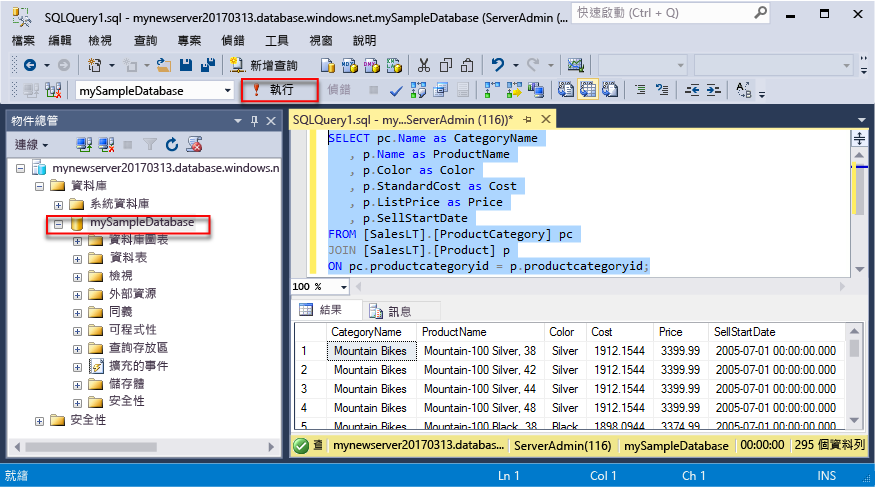 SQLQuery1.sql - mynewserver20170313.database.windows.net.mySampleDatabase (ServerAdmin (116))* ...
快速啟動 (Ctrl + Q)
檔案 編輯 檢視 查詢 專案 偵錯 工具 視窗 說明
新增查詢
mySampleDatabase
執行
偵錯
物件總管
連線
mynewserver20170313.database.windows.n
資料庫
系統資料庫
mySampleDatabase
資料庫圖表
資料表
檢視
外部資源
同義
可程式性
查詢存放區
擴充的事件
儲存體
安全性
安全性
SQLQuery1.sql - my...ServerAdmin (116))*
SELECT pc.Name as CategoryName
, p.Name as ProductName
, p.Color as Color
, p.StandardCost as Cost
, p.ListPrice as Price
, p.SellStartDate
FROM [SalesLT].[ProductCategory] pc
JOIN [SalesLT].[Product] p
ON pc.productcategoryid = p.productcategoryid;
100 %
結果 訊息
CategoryName ProductName Color Cost Price SellStartDate
1 Mountain Bikes Mountain-100 Silver, 38 Silver 1912.1544 3399.99 2005-07-01 00:00:00.000
2 Mountain Bikes Mountain-100 Silver, 42 Silver 1912.1544 3399.99 2005-07-01 00:00:00.000
3 Mountain Bikes Mountain-100 Silver, 44 Silver 1912.1544 3399.99 2005-07-01 00:00:00.000
4 Mountain Bikes Mountain-100 Silver, 48 Silver 1912.1544 3399.99 2005-07-01 00:00:00.000
5 Mountain Bikes Mountain-100 Black, 38 Black 1898.0944 3374.99 2005-07-01 00:00:00.000
mynewserver20170313.databas... ServerAdmin(116) mySampleDatabase 00:00:00 295 個資料列
就緒 Ln 1 Col 1 Ch 1 INS